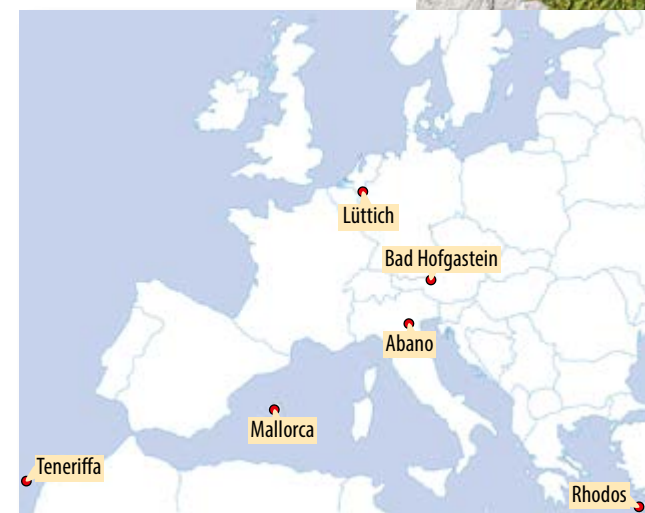 Lüttich
Bad Hofgastein
Abano
Mallorca
Teneriffa
Rhodos